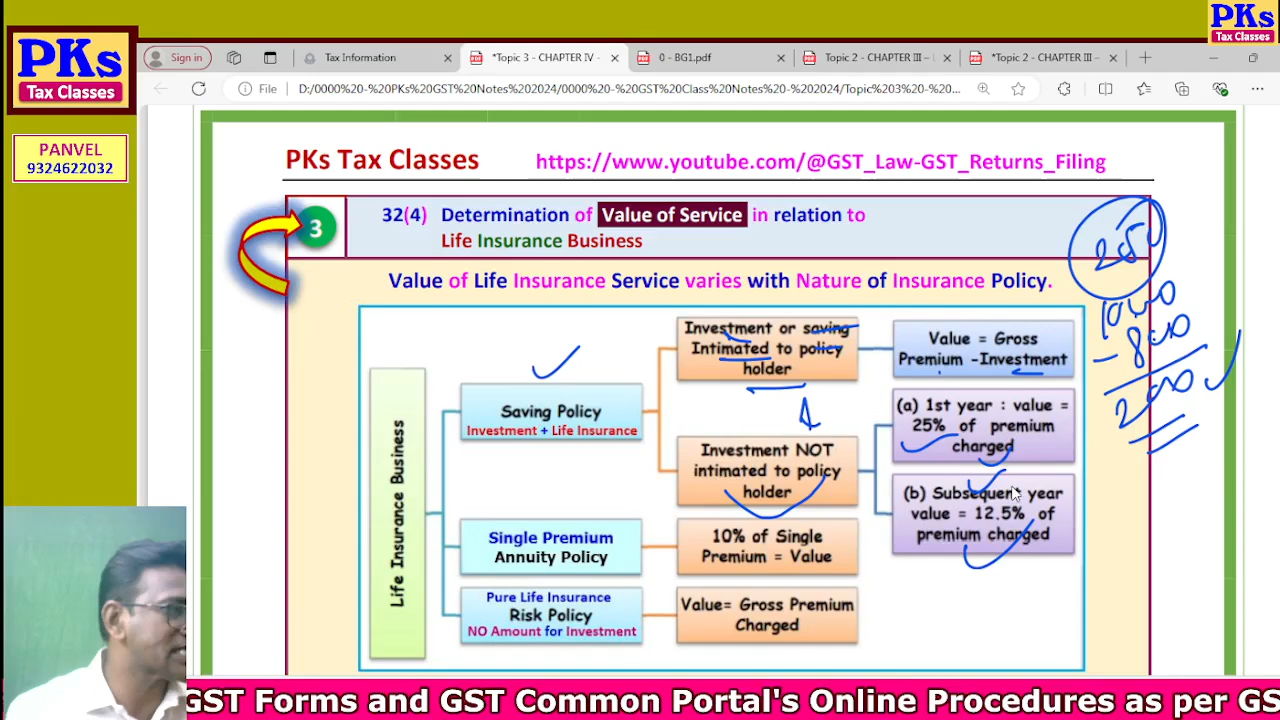 PKs
Tax Classes
PKs
Tax Classes
Sign in
Tax Information
*Topic 3 - CHAPTER IV -
0 - BG1.pdf
Topic 2 - CHAPTER III – L
*Topic 2 - CHAPTER III –
File
D:/0000%20-%20PKs%20GST%20Notes%202024/0000%20-%20GST%20Class%20Notes%20-%202024/Topic%203%20-%20...
PANVEL
9324622032
PKs Tax Classes
https://www.youtube.com/@GST_Law-GST_Returns_Filing
3
32(4) Determination of Value of Service in relation to
Life Insurance Business
Value of Life Insurance Service varies with Nature of Insurance Policy.
Life Insurance Business
Saving Policy
Investment + Life Insurance
Investment or saving
Intimated to policy
holder
Value = Gross
Premium -Investment
Investment NOT
intimated to policy
holder
(a) 1st year : value =
25% of premium
charged
(b) Subsequent year
value = 12.5% of
premium charged
Single Premium
Annuity Policy
10% of Single
Premium = Value
Pure Life Insurance
Risk Policy
NO Amount for Investment
Value= Gross Premium
Charged
1000
- 800
200
GST Forms and GST Common Portal's Online Procedures as per GS